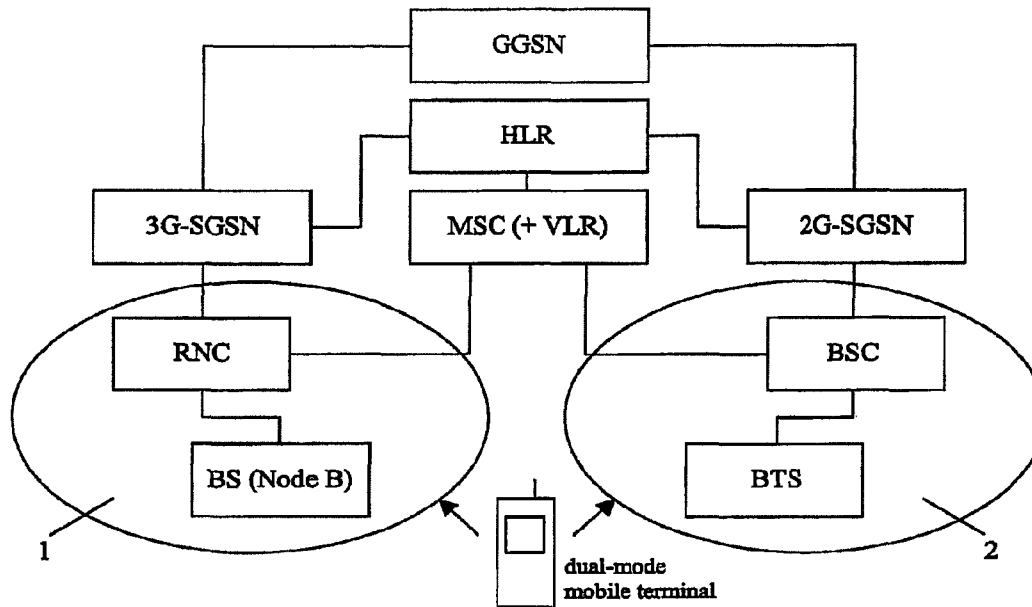 GGSN
HLR
3G-SGSN
MSC (+ VLR)
2G-SGSN
RNC
BSC
BS (Node B)
BTS
1
2
dual-mode
mobile terminal